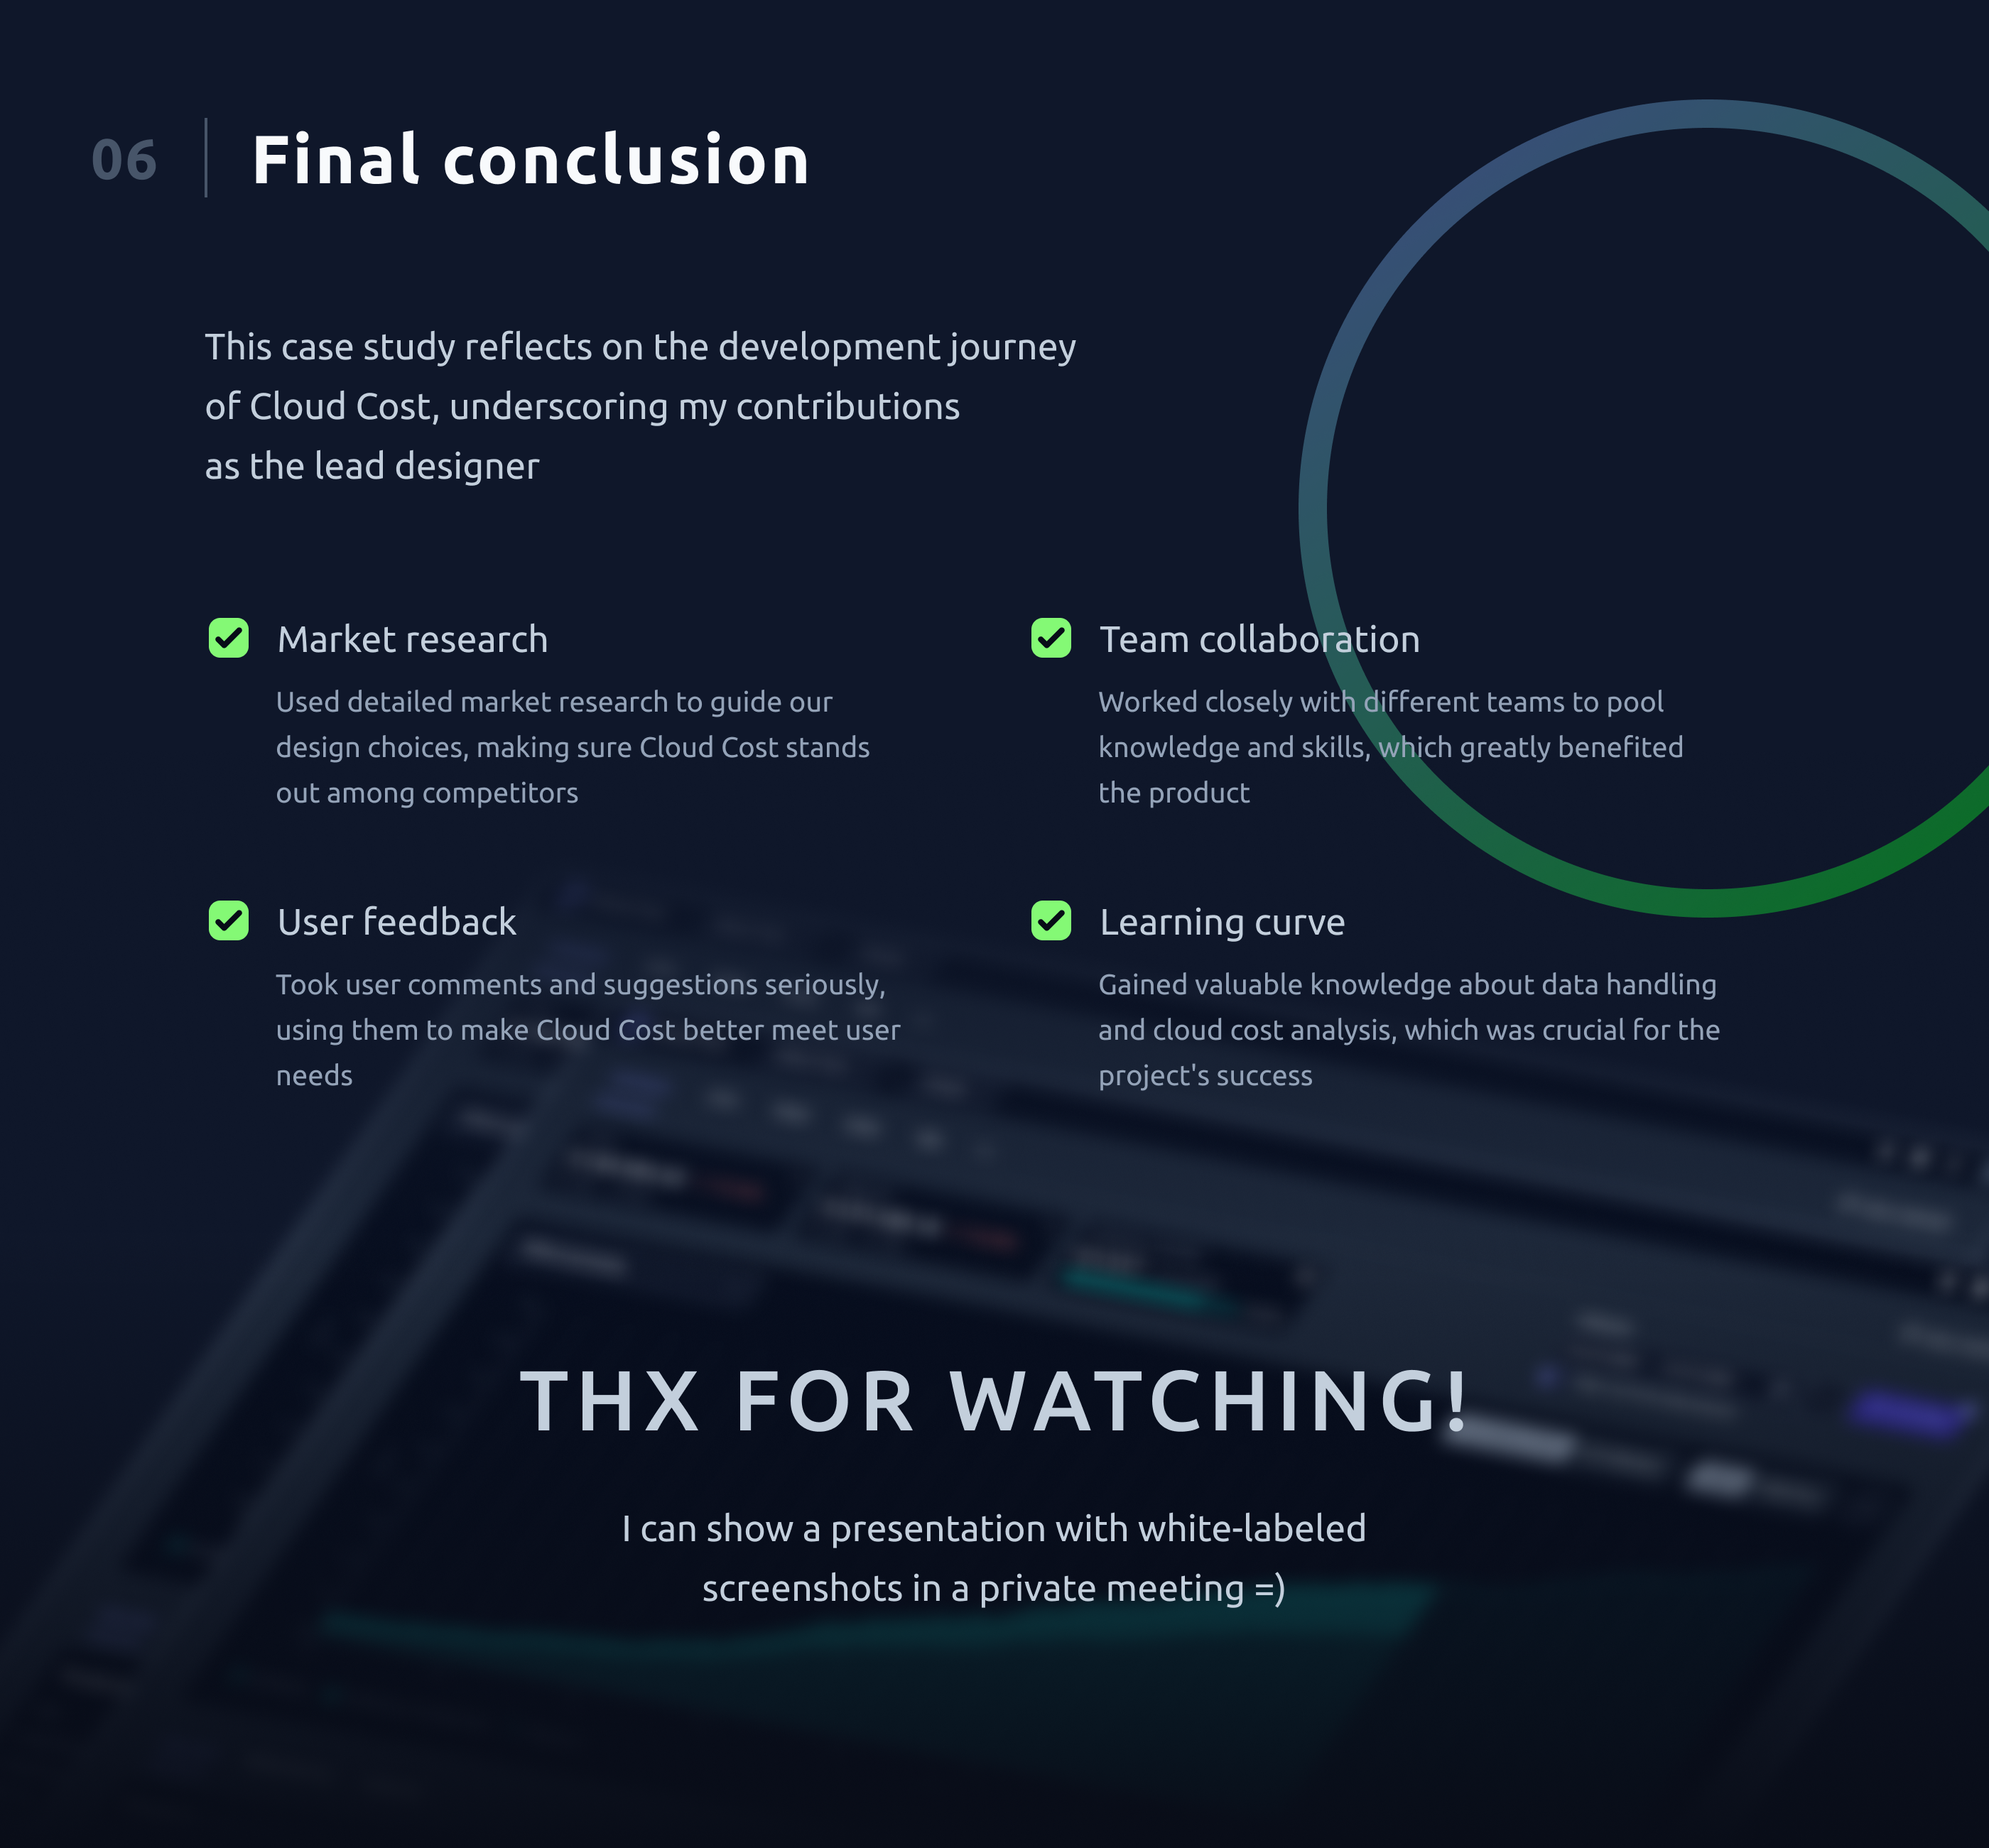 06
Final conclusion
This case study reflects on the development journey
of Cloud Cost, underscoring my contributions
as the lead designer
Market research
Used detailed market research to guide our
design choices, making sure Cloud Cost stands
out among competitors
Team collaboration
Worked closely with different teams to pool
knowledge and skills, which greatly benefited
the product
User feedback
Took user comments and suggestions seriously,
using them to make Cloud Cost better meet user
needs
Learning curve
Gained valuable knowledge about data handling
and cloud cost analysis, which was crucial for the
project's success
THX FOR WATCHING!
I can show a presentation with white-labeled
screenshots in a private meeting =)